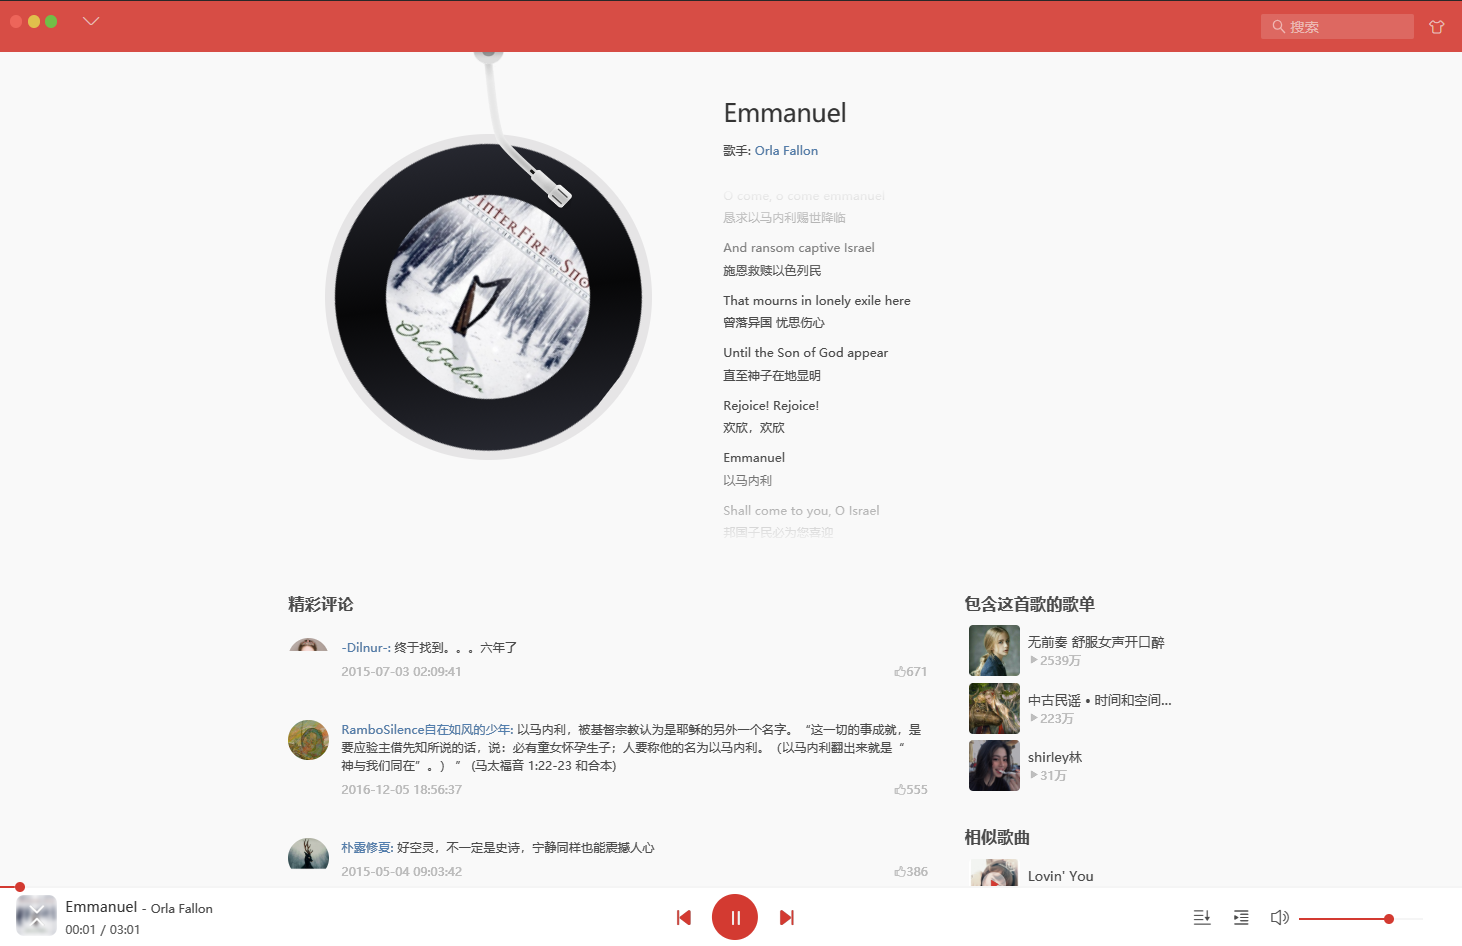 搜索
Emmanuel
歌手: Orla Fallon
O come, o come emmanuel
恳求以马内利赐世降临
And ransom captive Israel
施恩救赎以色列民
That mourns in lonely exile here
曾落异国 忧思伤心
Until the Son of God appear
直至神子在地显明
Rejoice! Rejoice!
欢欣，欢欣
Emmanuel
以马内利
Shall come to you, O Israel
邦国子民必为您喜迎
Orla Fallon
精彩评论
-Dilnur-: 终于找到。。。六年了
2015-07-03 02:09:41
671
RamboSilence自在如风的少年: 以马内利，被基督宗教认为是耶稣的另外一个名字。“这一切的事成就，是
要应验主借先知所说的话，说：必有童女怀孕生子；人要称他的名为以马内利。（以马内利翻出来就是“
神与我们同在”。） ” (马太福音 1:22-23 和合本)
2016-12-05 18:56:37
555
朴露修夏: 好空灵，不一定是史诗，宁静同样也能震撼人心
2015-05-04 09:03:42
386
包含这首歌的歌单
无前奏 舒服女声开口醉
2539万
中古民谣 • 时间和空间...
223万
shirley林
31万
相似歌曲
Lovin' You
Emmanuel - Orla Fallon
00:01 / 03:01